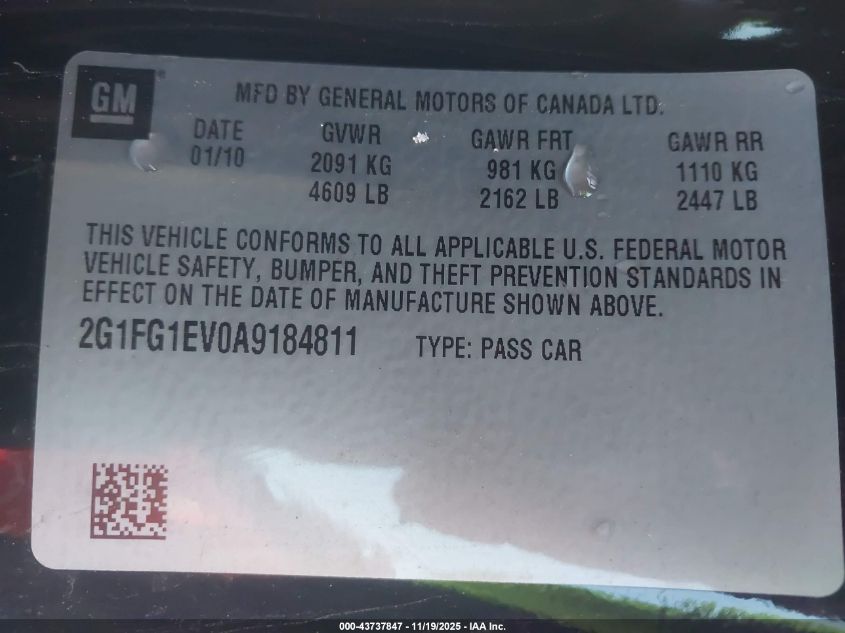 GM
MFD BY GENERAL MOTORS OF CANADA LTD.
DATE GVWR GAWR FRT GAWR RR
01/10 2091 KG 981 KG 1110 KG
4609 LB 2162 LB 2447 LB
THIS VEHICLE CONFORMS TO ALL APPLICABLE U.S. FEDERAL MOTOR
VEHICLE SAFETY, BUMPER, AND THEFT PREVENTION STANDARDS IN
EFFECT ON THE DATE OF MANUFACTURE SHOWN ABOVE.
2G1FG1EV0A9184811 TYPE: PASS CAR
000-43737847 - 11/19/2025 - IAA Inc.